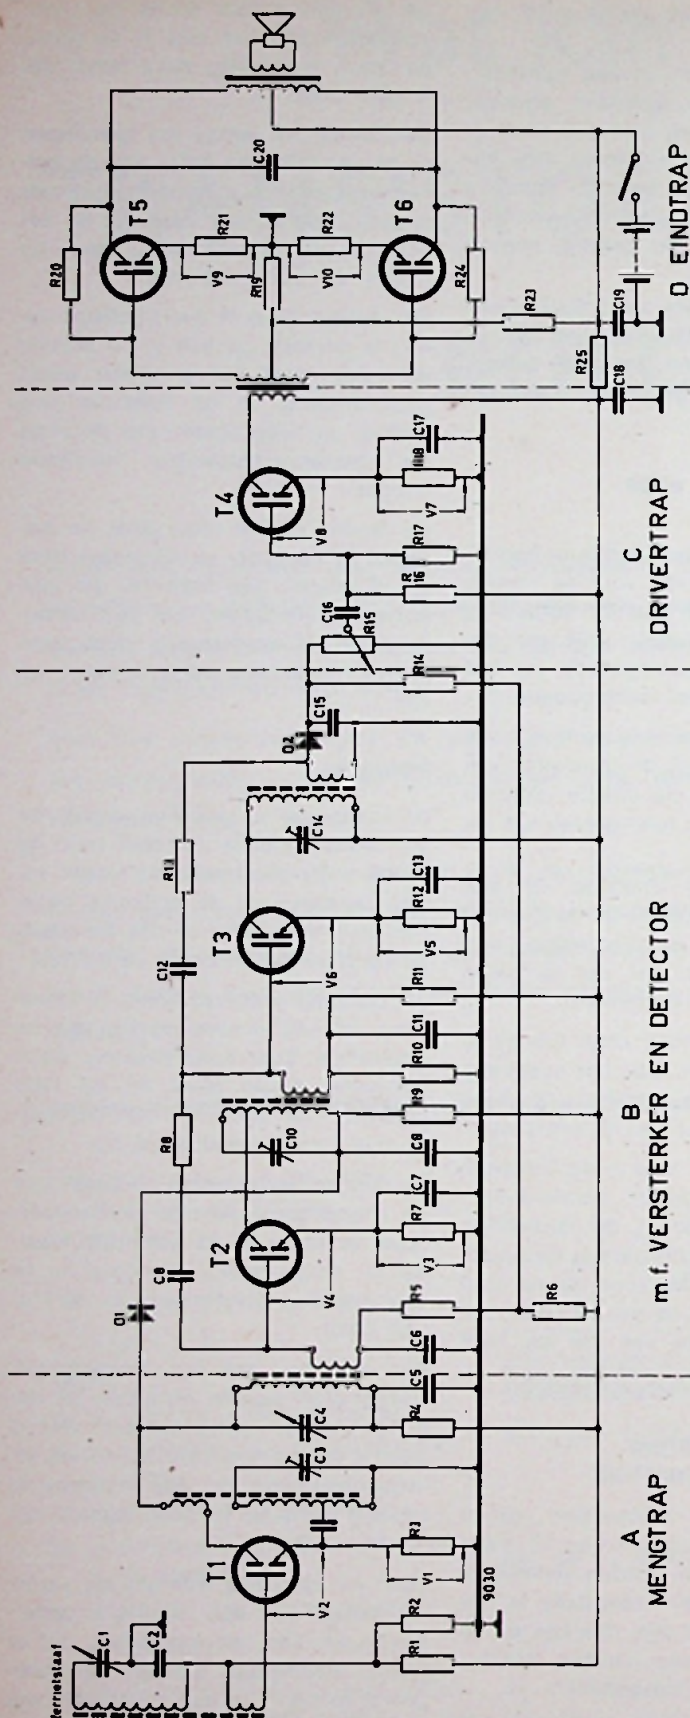 ferrietstaaf
C1
C2
T1
V2
R1
R2
R3
V1
9030
C3
C4
R4
C5
A
MENGTRAP
D1
C8
R8
T2
V4
C6
R5
R6
R7
V3
C7
C8
C10
R9
R10
C11
R11
C12
R13
T3
V6
V5
R12
C13
C14
D2
C15
B
m.f. VERSTERKER EN DETECTOR
R14
R15
C16
R
16
R17
T4
V8
V7
R18
C17
C
DRIVERTRAP
R20
T5
V9
R21
R19
V10
R22
T6
R24
C20
R23
R25
C18
C19
D EINDTRAP